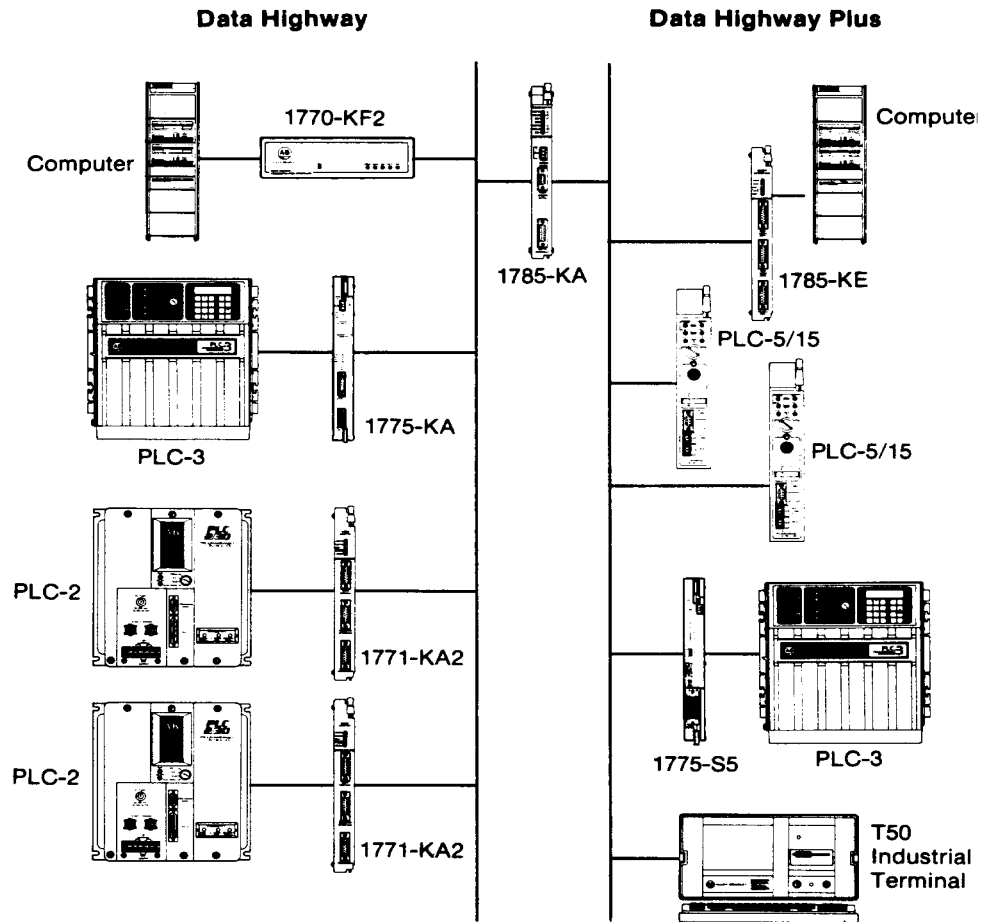 Data Highway
Data Highway Plus
1770-KF2
Computer
1785-KA
Compute
1785-KE
PLC-5/15
1775-KA
PLC-3
PLC-5/15
PLC-2
1771-KA2
1775-S5
PLC-3
PLC-2
1771-KA2
T50
Industrial
Terminal